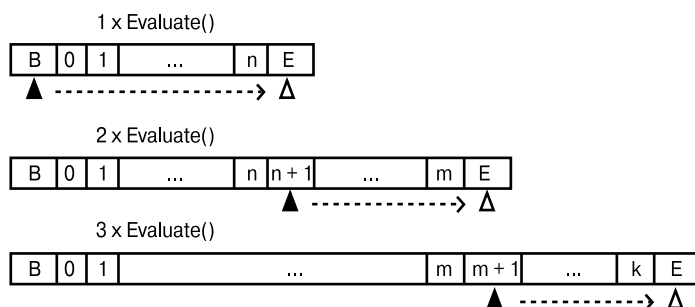 1 x Evaluate()
B 0 1 ... n E
2 x Evaluate()
B 0 1 ... n n + 1 ... m E
3 x Evaluate()
B 0 1 ... m m + 1 ... k E